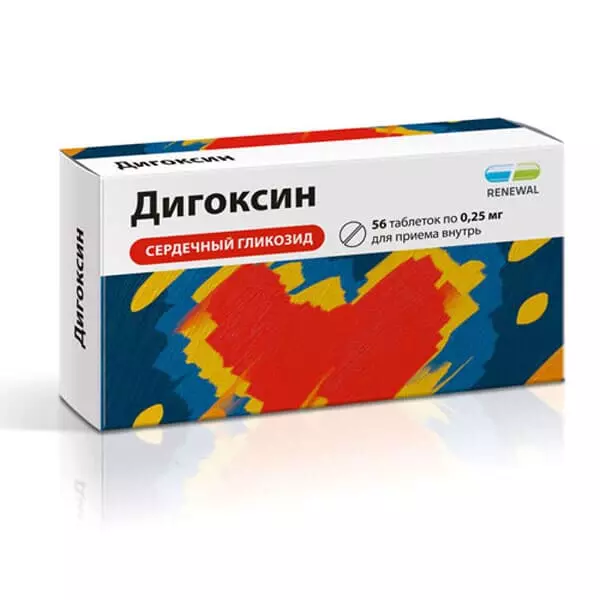 Дигоксин
Дигоксин
СЕРДЕЧНЫЙ ГЛИКОЗИД
56 таблеток по 0,25 мг
для приема внутрь
RENEWAL
Дигоксин